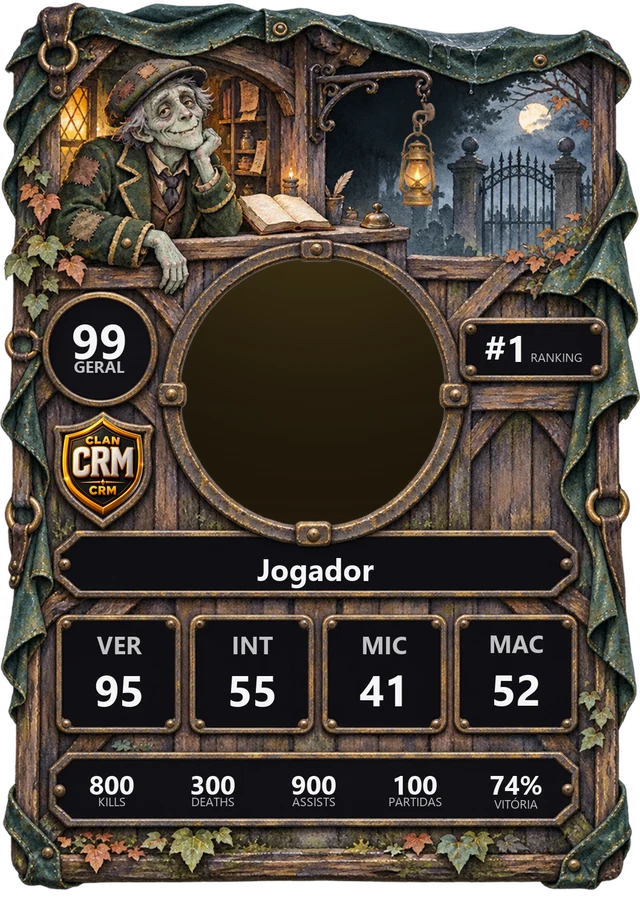 99
GERAL
#1 RANKING
CLAN
CRM
CRM
Jogador
VER INT MIC MAC
95 55 41 52
800 300 900 100 74%
KILLS DEATHS ASSISTS PARTIDAS VITÓRIA